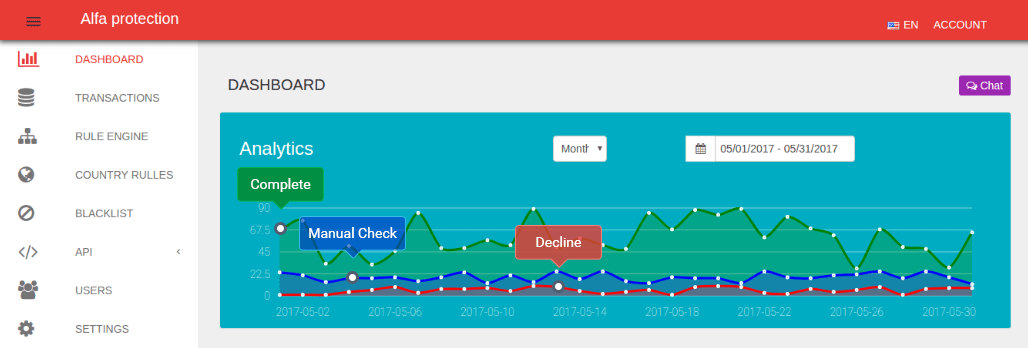 Alfa protection
EN
ACCOUNT
DASHBOARD
TRANSACTIONS
RULE ENGINE
COUNTRY RULLES
BLACKLIST
API
USERS
SETTINGS
DASHBOARD
Chat
Analytics
Month
05/01/2017 - 05/31/2017
Complete
Manual Check
Decline
90
67.5
45
22.5
0
2017-05-02 2017-05-06 2017-05-10 2017-05-14 2017-05-18 2017-05-22 2017-05-26 2017-05-30